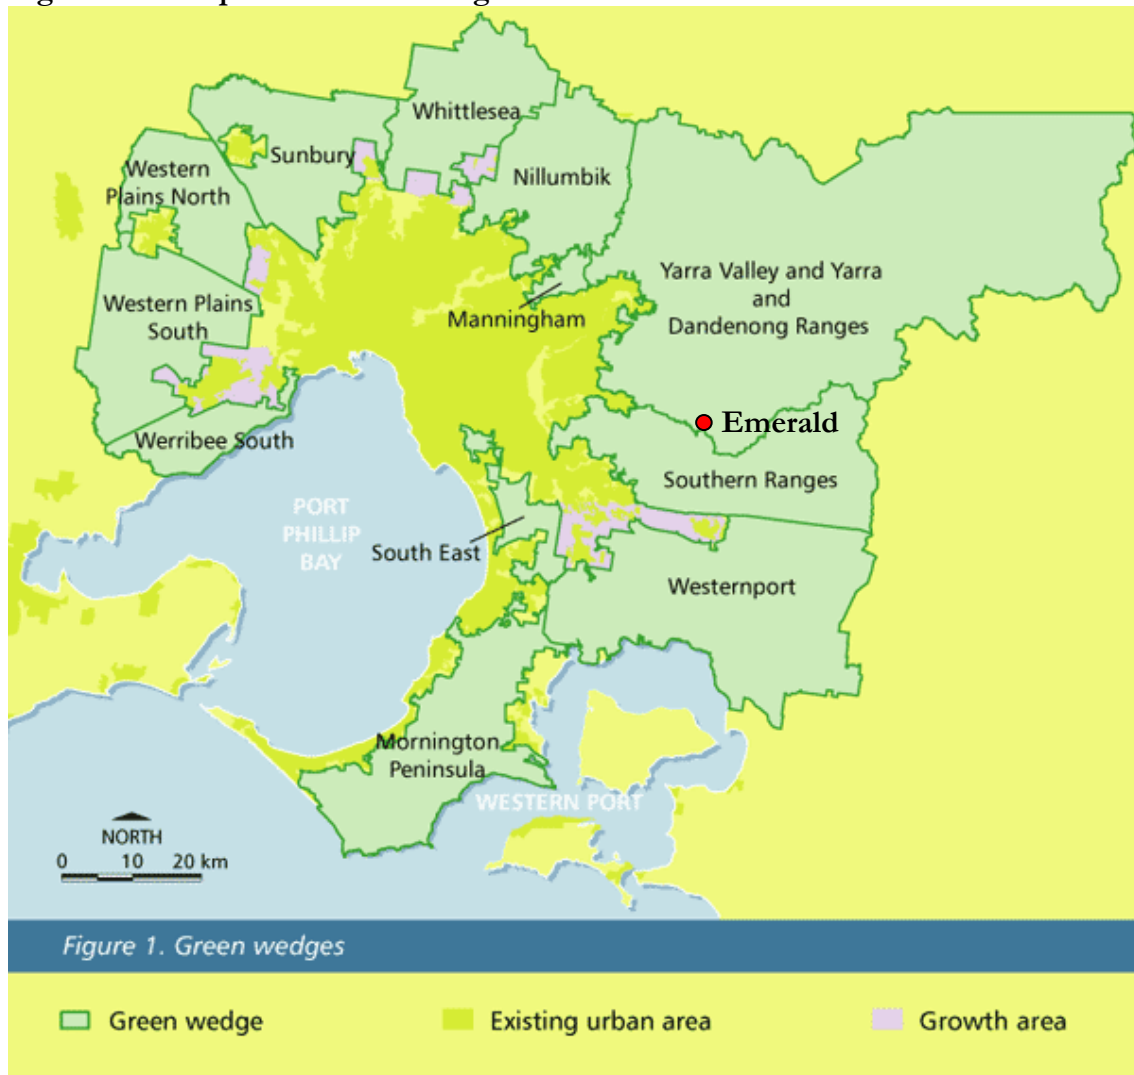 Whittlesea
Sunbury
Western
Plains North
Nillumbik
Yarra Valley and Yarra
and
Dandenong Ranges
Western Plains
South
Manningham
Emerald
Werribee South
Southern Ranges
PORT
PHILLIP
BAY
South East
Westernport
Mornington
Peninsula
WESTERN PORT
NORTH
0 10 20 km
Figure 1. Green wedges
Green wedge
Existing urban area
Growth area